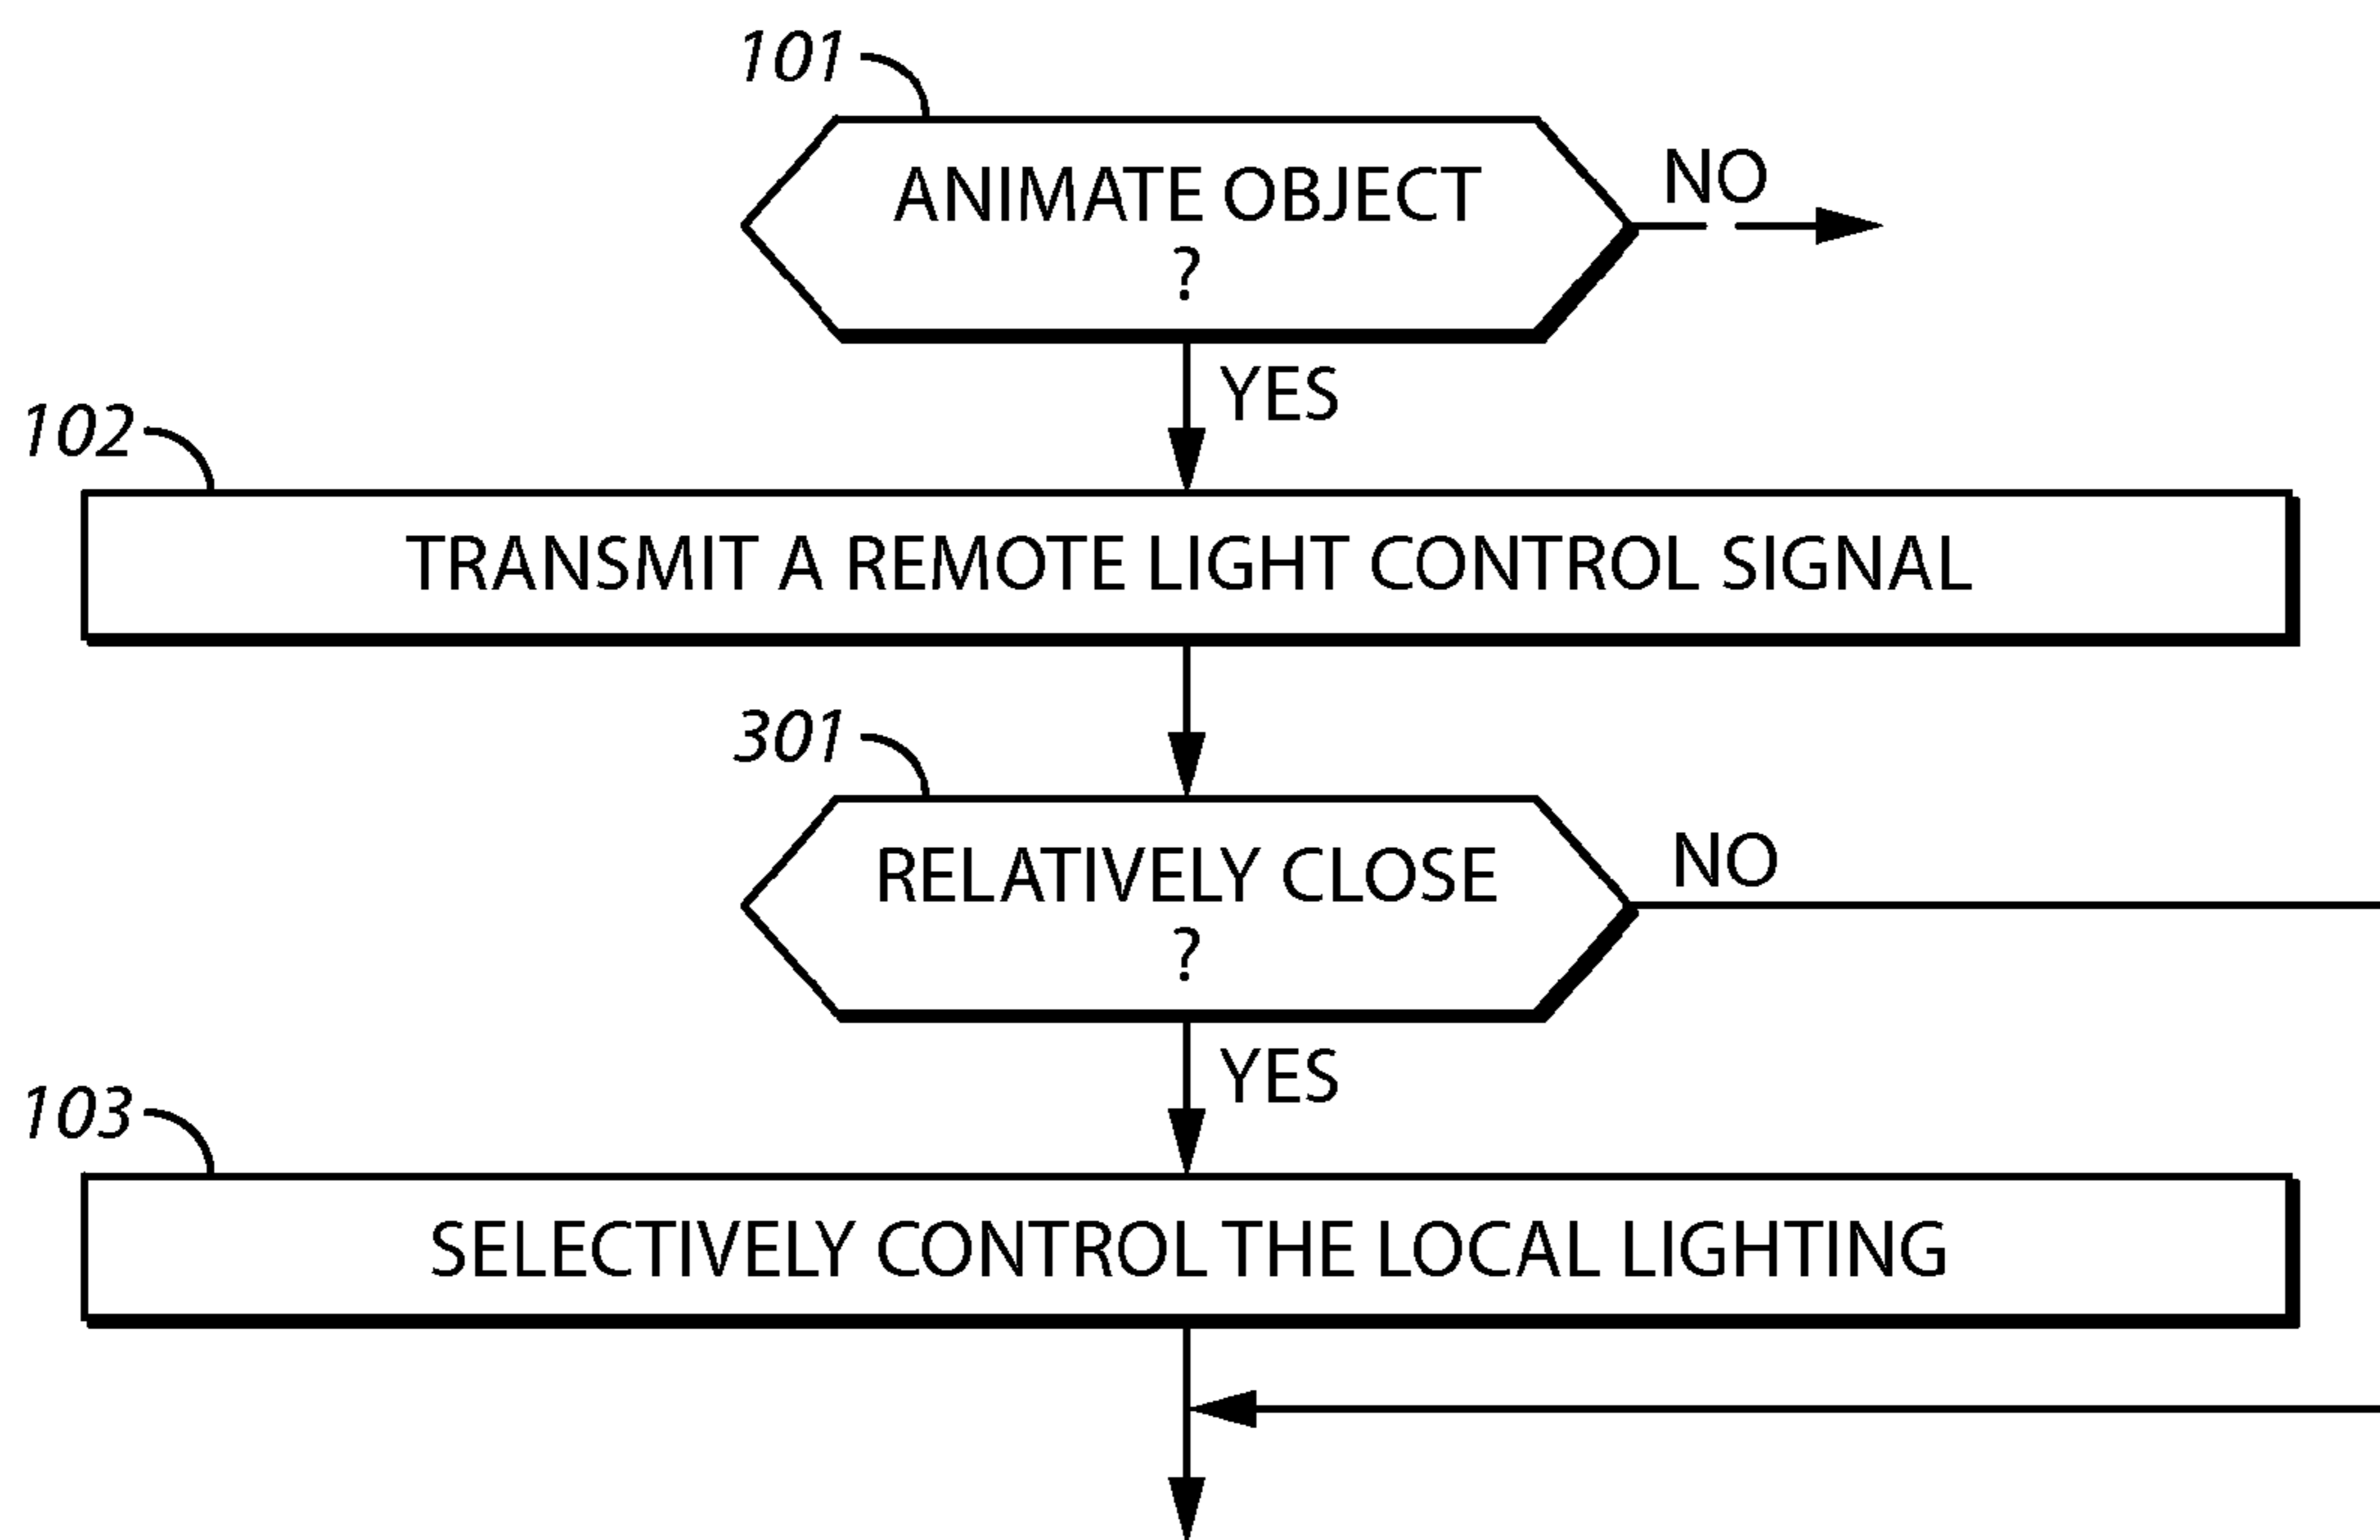 101
ANIMATE OBJECT
?
NO
YES
102
TRANSMIT A REMOTE LIGHT CONTROL SIGNAL
301
RELATIVELY CLOSE
?
NO
YES
103
SELECTIVELY CONTROL THE LOCAL LIGHTING